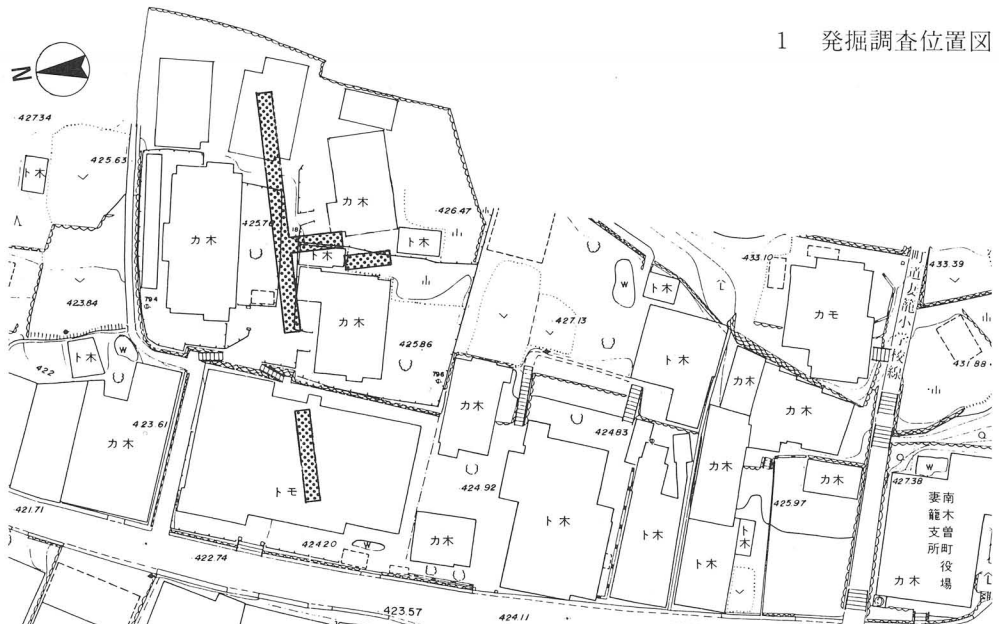 1 発掘調査位置図
N
427.34
425.63
ト木
カ木
425.76
18
カ木
426.47
ト木
ト木
433.10
433.39
カモ
町道妻籠小学校線
423.84
794
W
ト木
427.13
カ木
425.86
796
431.88
422
ト木
W
ト木
カ木
カ木
カ木
423.61
カ木
424.83
カ木
427.38
W
カ木
425.97
424.92
トモ
ト木
ト木
ト木
ト木
南木曽町役場
妻籠支所
カ木
421.71
424.20
W
カ木
422.74
423.57
424.11